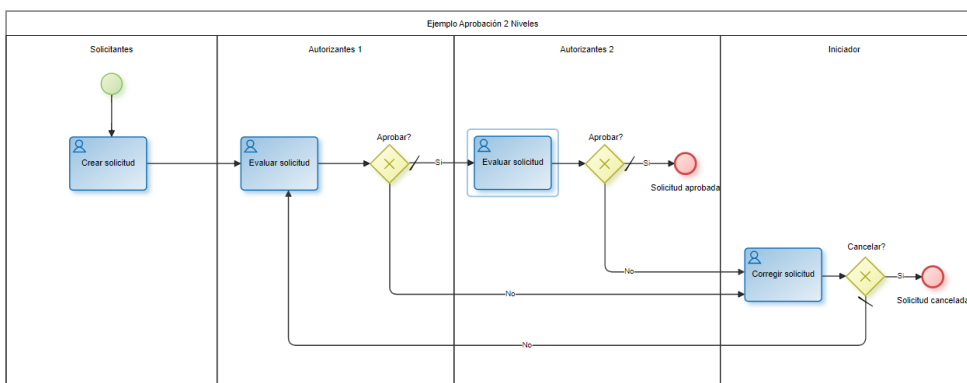 Ejemplo Aprobación 2 Niveles
Solicitantes
Autorizantes 1
Autorizantes 2
Iniciador
Crear solicitud
Evaluar solicitud
Aprobar?
Si
Evaluar solicitud
Aprobar?
Si
Solicitud aprobada
No
No
Corregir solicitud
Cancelar?
Si
Solicitud cancelada
No